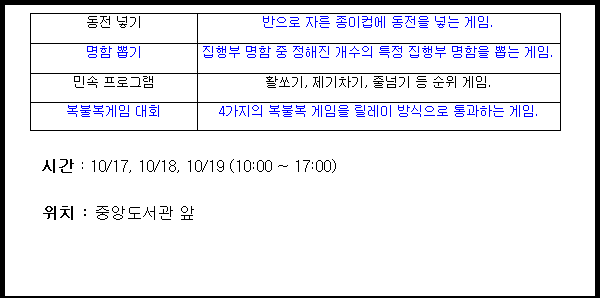 동전 넣기 반으로 자른 종이컵에 동전을 넣는 게임.
명함 뽑기 집행부 명함 중 정해진 개수의 특정 집행부 명함을 뽑는 게임.
민속 프로그램 활쏘기, 제기차기, 줄넘기 등 순위 게임.
복불복게임 대회 4가지의 복불복 게임을 릴레이 방식으로 통과하는 게임.
시간 : 10/17, 10/18, 10/19 (10:00 ~ 17:00)
위치 : 중앙도서관 앞